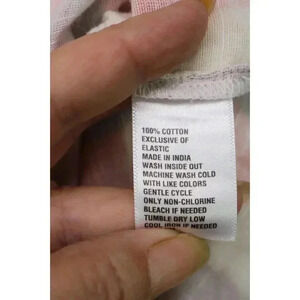 100% COTTON
EXCLUSIVE OF
ELASTIC
MADE IN INDIA
WASH INSIDE OUT
MACHINE WASH COLD
WITH LIKE COLORS
GENTLE CYCLE
ONLY NON-CHLORINE
BLEACH IF NEEDED
TUMBLE DRY LOW
COOL IRON IF NEEDED